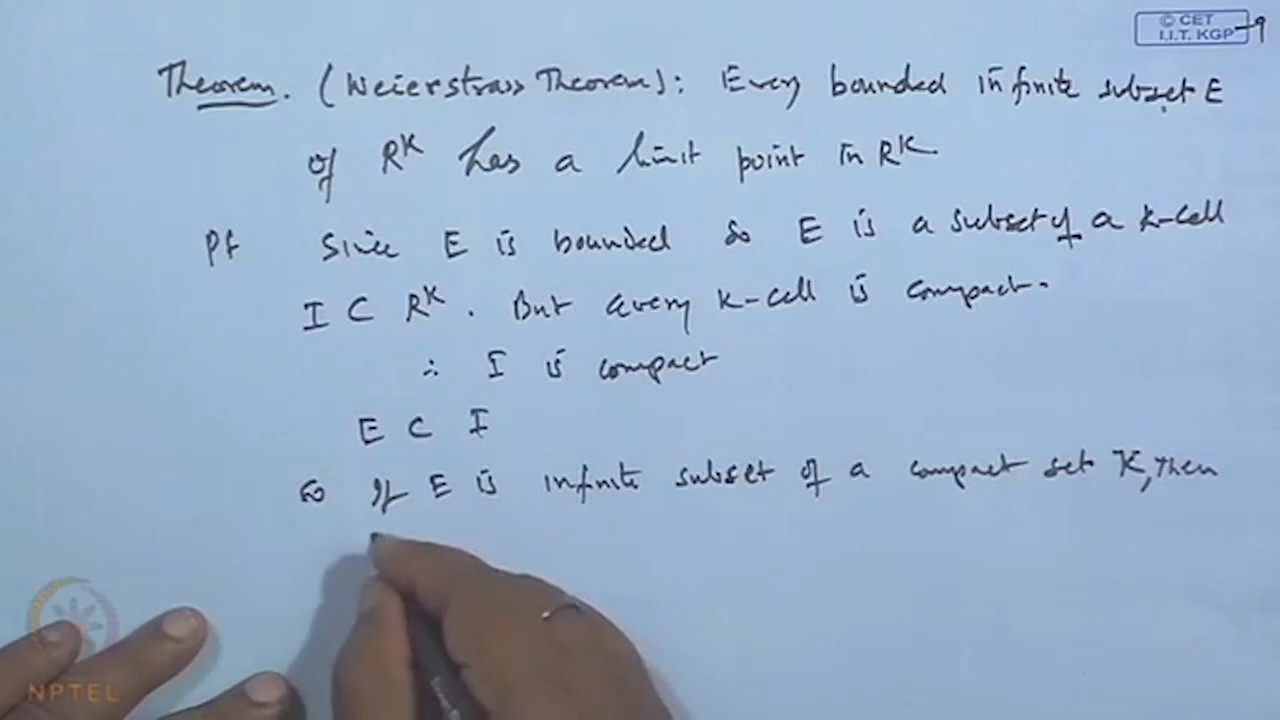 © CET
I.I.T. KGP
-9
Theorem. (Weierstrass Theorem): Every bounded infinite subset E
of R^K has a limit point in R^K
Pf Since E is bounded so E is a subset of a K-cell
I ⊂ R^K. But every K-cell is compact.
∴ I is compact
E ⊂ I
So If E is infinite subset of a compact set K, then
NPTEL